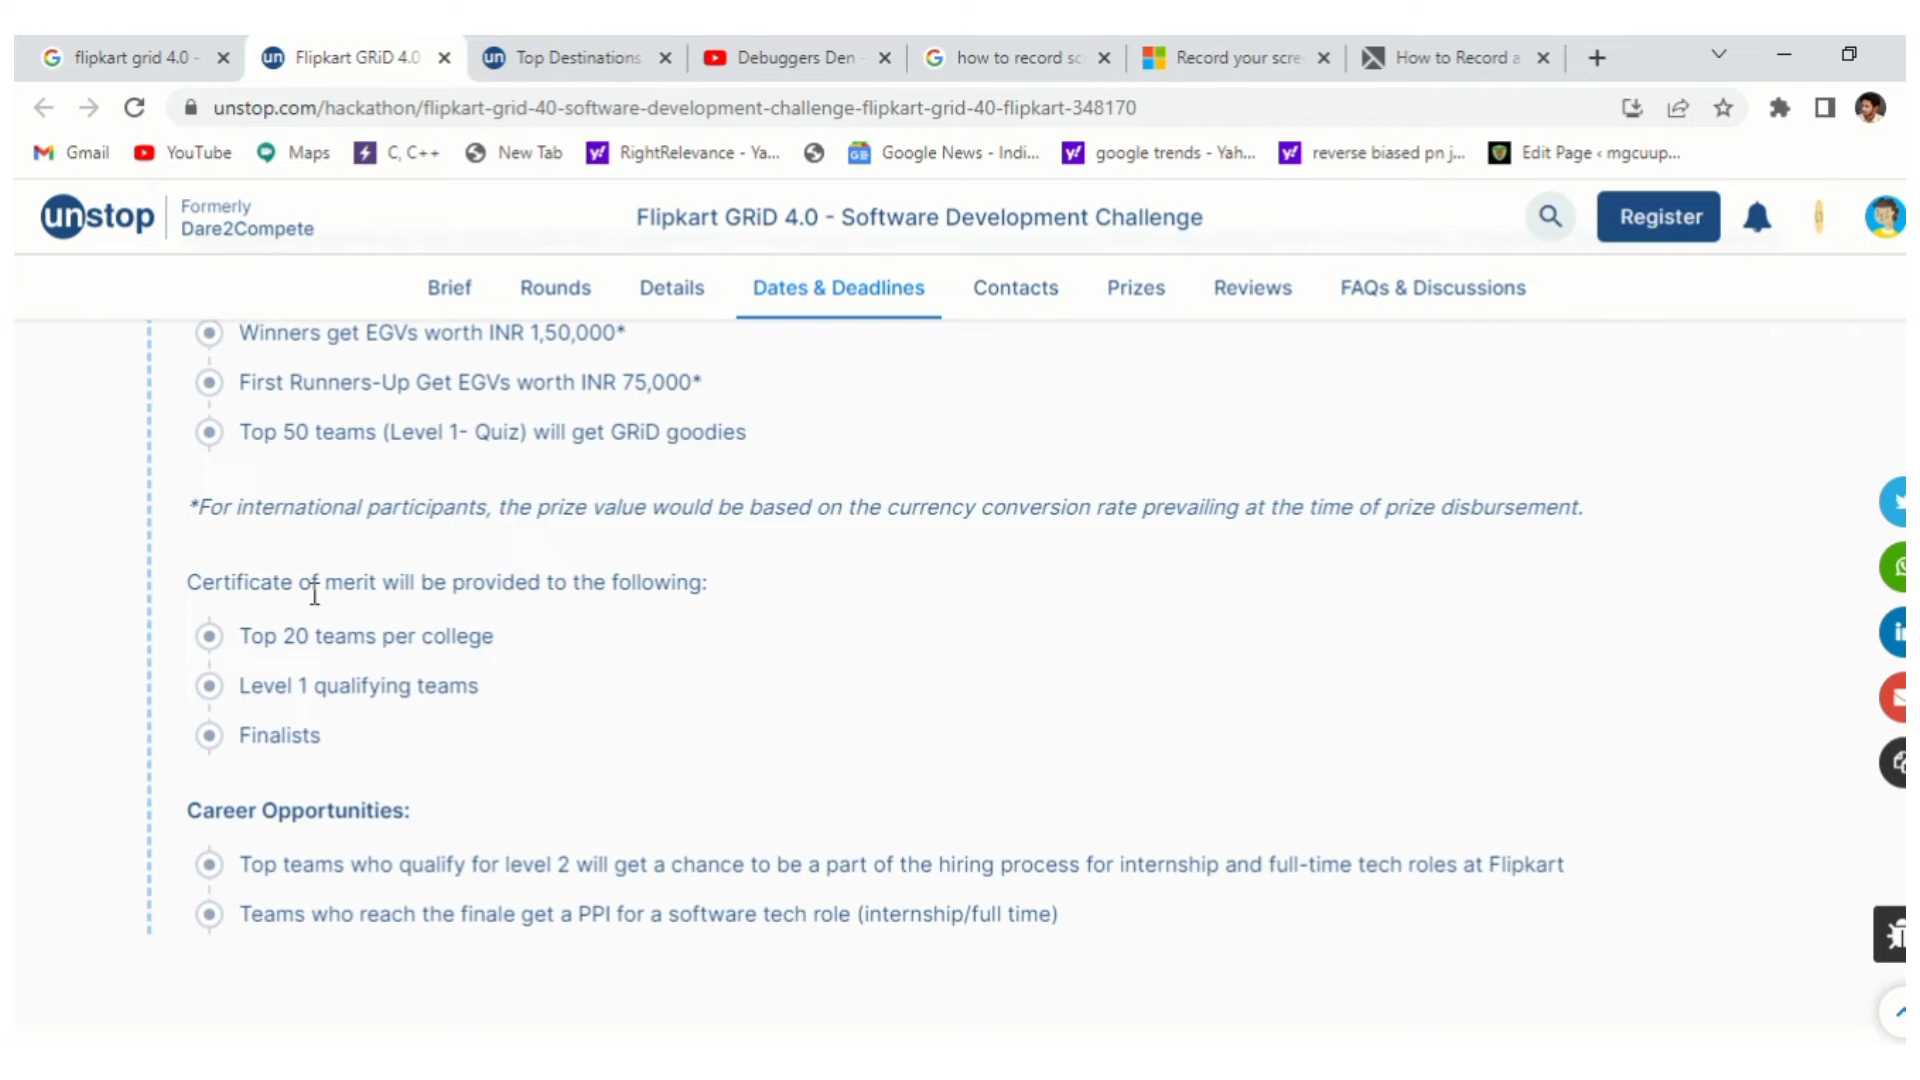 flipkart grid 4.0 -
Flipkart GRiD 4.0
Top Destinations
Debuggers Den -
how to record sc
Record your scre
How to Record a
unstop.com/hackathon/flipkart-grid-40-software-development-challenge-flipkart-grid-40-flipkart-348170
Gmail YouTube Maps C, C++ New Tab RightRelevance - Ya... Google News - Indi... google trends - Yah... reverse biased pn j... Edit Page ‹ mgcuup...
unstop
Formerly
Dare2Compete
Flipkart GRiD 4.0 - Software Development Challenge
Register
Brief Rounds Details Dates & Deadlines Contacts Prizes Reviews FAQs & Discussions
Winners get EGVs worth INR 1,50,000*
First Runners-Up Get EGVs worth INR 75,000*
Top 50 teams (Level 1- Quiz) will get GRiD goodies
*For international participants, the prize value would be based on the currency conversion rate prevailing at the time of prize disbursement.
Certificate of merit will be provided to the following:
Top 20 teams per college
Level 1 qualifying teams
Finalists
Career Opportunities:
Top teams who qualify for level 2 will get a chance to be a part of the hiring process for internship and full-time tech roles at Flipkart
Teams who reach the finale get a PPI for a software tech role (internship/full time)